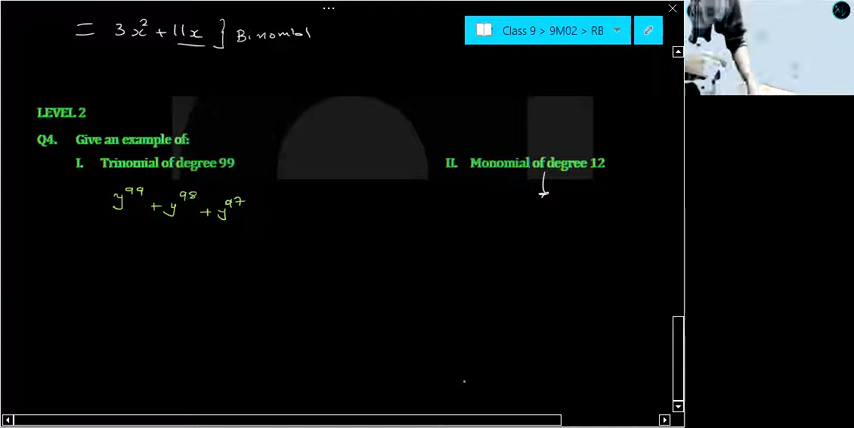 = 3x² + 11x } Binomial
Class 9 > 9M02 > RB
LEVEL 2
Q4. Give an example of:
I. Trinomial of degree 99
II. Monomial of degree 12
y⁹⁹ + y⁹⁸ + y⁹⁷